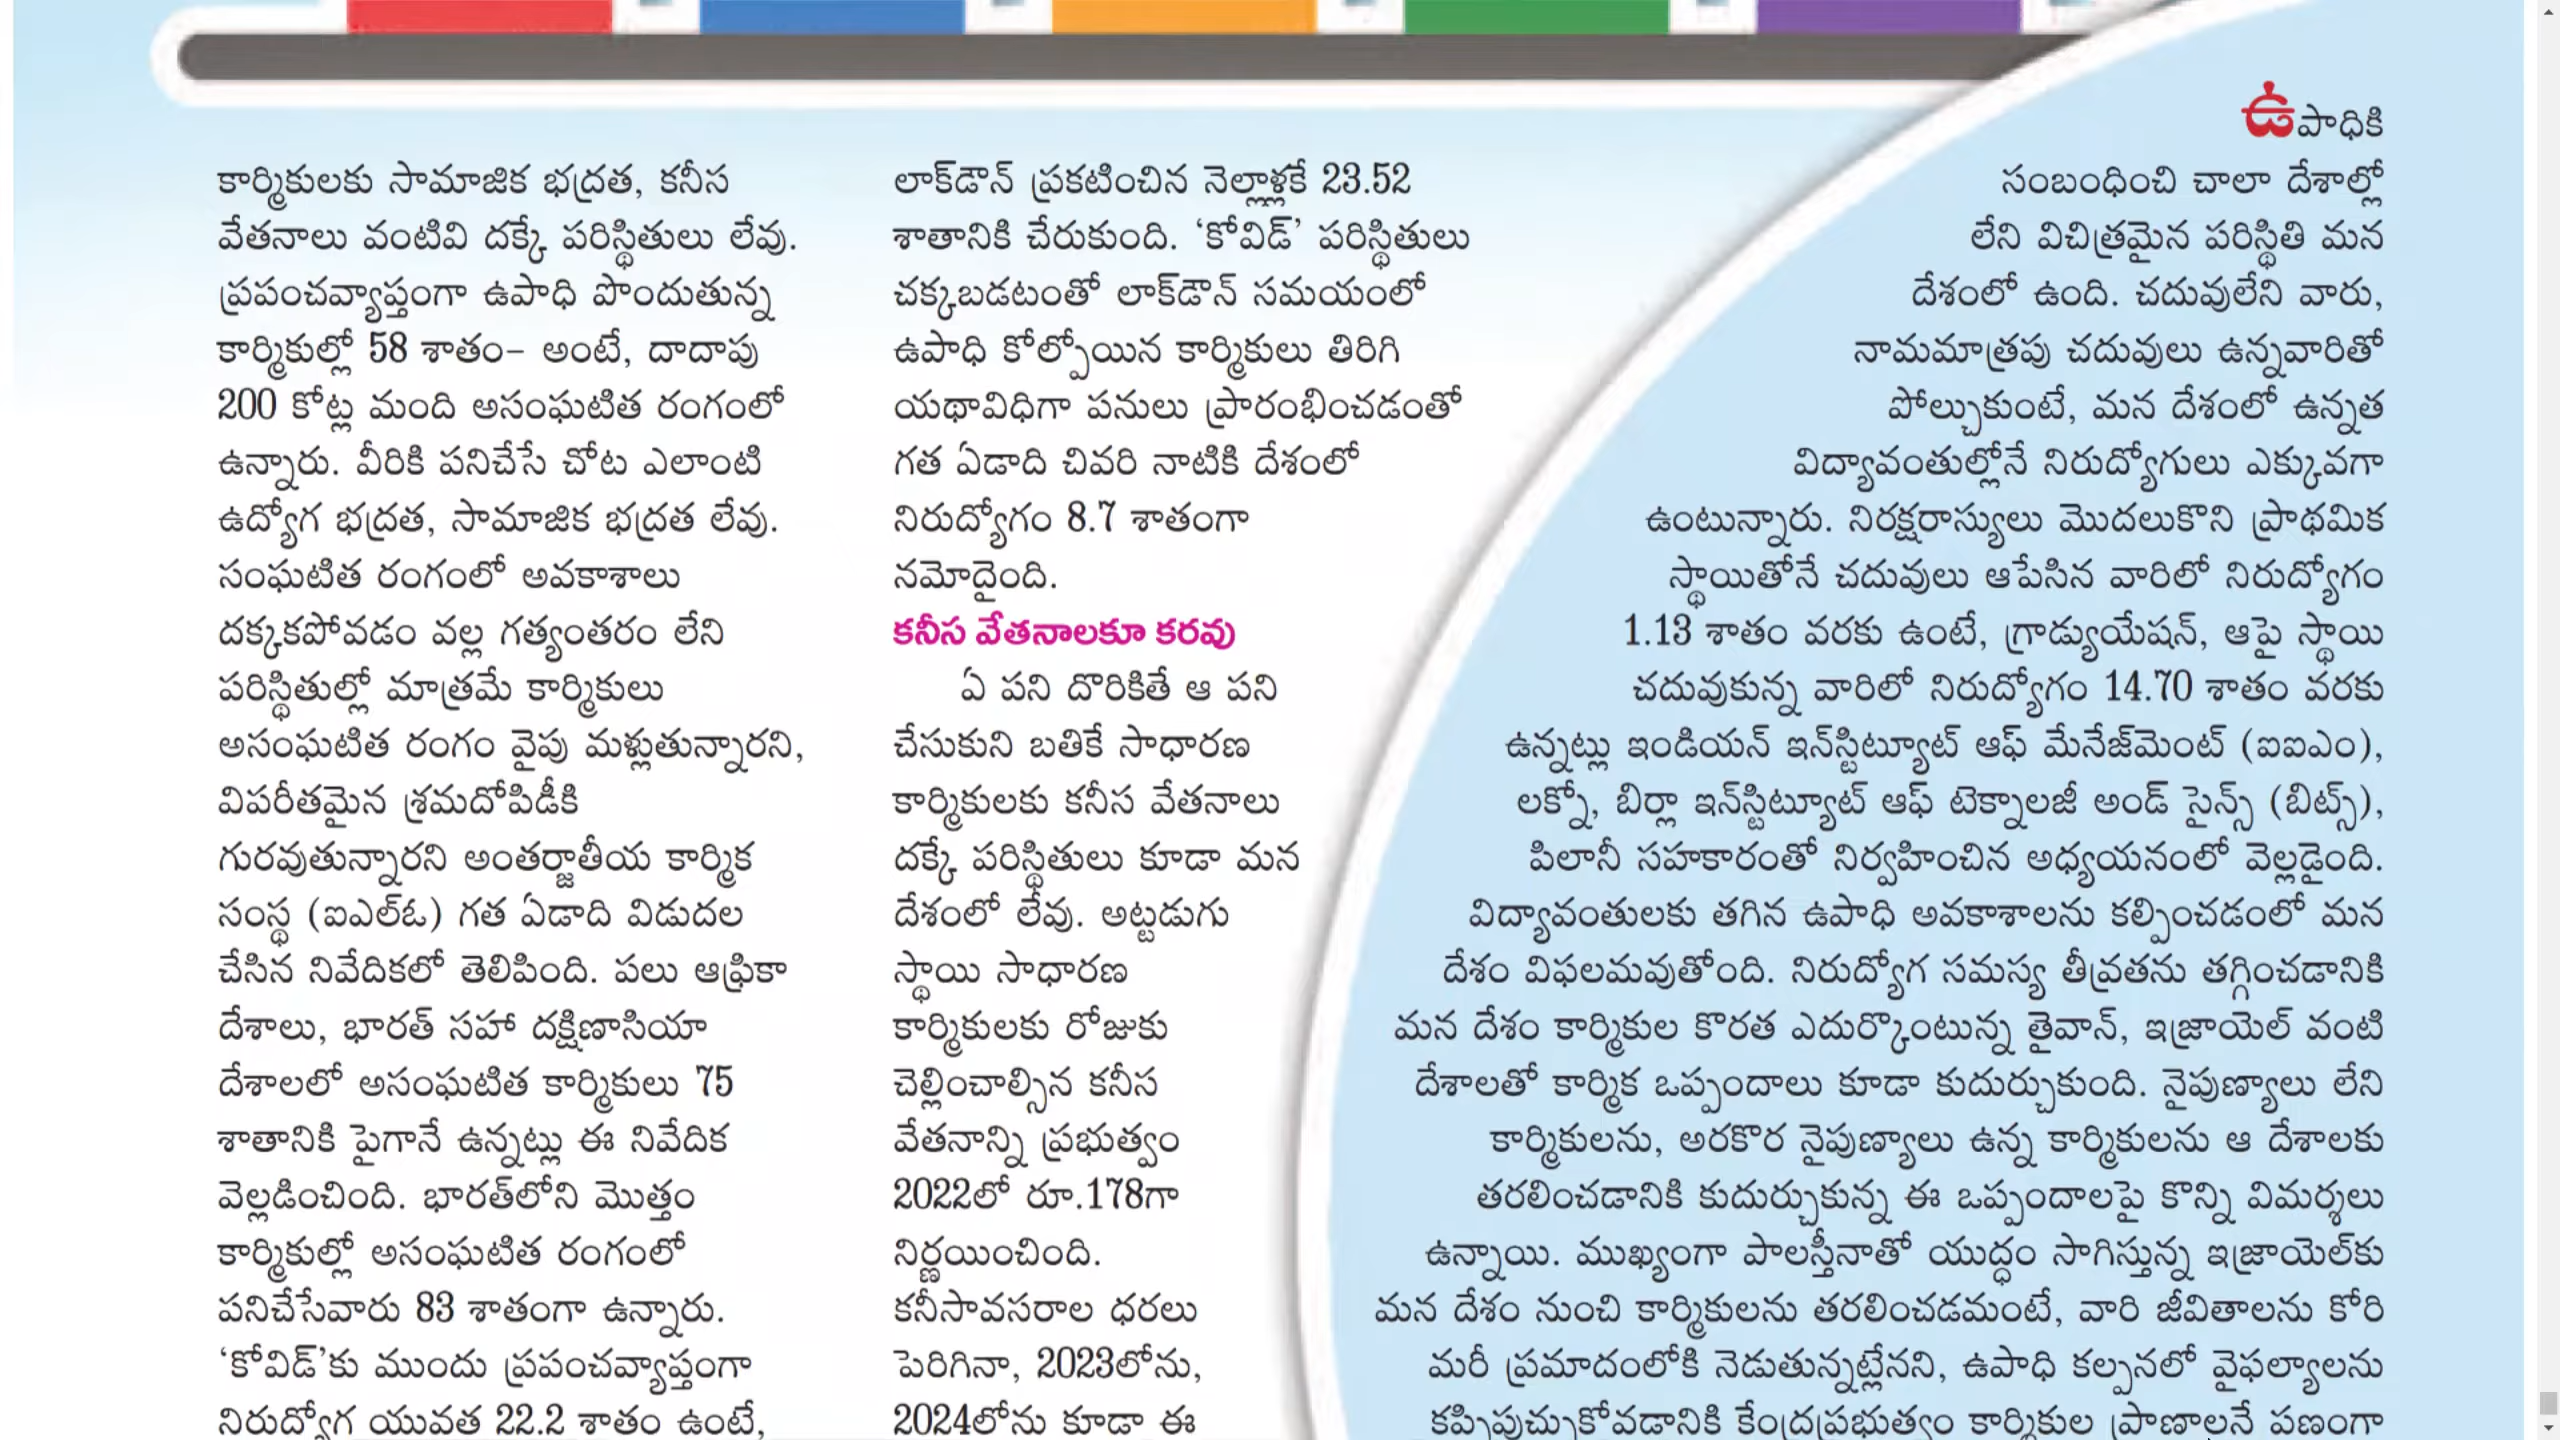 కార్మికులకు సామాజిక భద్రత, కనీస
వేతనాలు వంటివి దక్కే పరిస్థితులు లేవు.
ప్రపంచవ్యాప్తంగా ఉపాధి పొందుతున్న
కార్మికుల్లో 58 శాతం– అంటే, దాదాపు
200 కోట్ల మంది అసంఘటిత రంగంలో
ఉన్నారు. వీరికి పనిచేసే చోట ఎలాంటి
ఉద్యోగ భద్రత, సామాజిక భద్రత లేవు.
సంఘటిత రంగంలో అవకాశాలు
దక్కకపోవడం వల్ల గత్యంతరం లేని
పరిస్థితుల్లో మాత్రమే కార్మికులు
అసంఘటిత రంగం వైపు మళ్లుతున్నారని,
విపరీతమైన శ్రమదోపిడీకి
గురవుతున్నారని అంతర్జాతీయ కార్మిక
సంస్థ (ఐఎల్ఓ) గత ఏడాది విడుదల
చేసిన నివేదికలో తెలిపింది. పలు ఆఫ్రికా
దేశాలు, భారత్ సహా దక్షిణాసియా
దేశాలలో అసంఘటిత కార్మికులు 75
శాతానికి పైగానే ఉన్నట్లు ఈ నివేదిక
వెల్లడించింది. భారత్‌లోని మొత్తం
కార్మికుల్లో అసంఘటిత రంగంలో
పనిచేసేవారు 83 శాతంగా ఉన్నారు.
‘కోవిడ్’కు ముందు ప్రపంచవ్యాప్తంగా
నిరుద్యోగ యువత 22.2 శాతం ఉంటే,
లాక్‌డౌన్ ప్రకటించిన నెల్లాళ్లకే 23.52
శాతానికి చేరుకుంది. ‘కోవిడ్’ పరిస్థితులు
చక్కబడటంతో లాక్‌డౌన్ సమయంలో
ఉపాధి కోల్పోయిన కార్మికులు తిరిగి
యథావిధిగా పనులు ప్రారంభించడంతో
గత ఏడాది చివరి నాటికి దేశంలో
నిరుద్యోగం 8.7 శాతంగా
నమోదైంది.
కనీస వేతనాలకూ కరవు
ఏ పని దొరికితే ఆ పని
చేసుకుని బతికే సాధారణ
కార్మికులకు కనీస వేతనాలు
దక్కే పరిస్థితులు కూడా మన
దేశంలో లేవు. అట్టడుగు
స్థాయి సాధారణ
కార్మికులకు రోజుకు
చెల్లించాల్సిన కనీస
వేతనాన్ని ప్రభుత్వం
2022లో రూ.178గా
నిర్ణయించింది.
కనీసావసరాల ధరలు
పెరిగినా, 2023లోను,
2024లోను కూడా ఈ
ఉపాధికి
సంబంధించి చాలా దేశాల్లో
లేని విచిత్రమైన పరిస్థితి మన
దేశంలో ఉంది. చదువులేని వారు,
నామమాత్రపు చదువులు ఉన్నవారితో
పోల్చుకుంటే, మన దేశంలో ఉన్నత
విద్యావంతుల్లోనే నిరుద్యోగులు ఎక్కువగా
ఉంటున్నారు. నిరక్షరాస్యులు మొదలుకొని ప్రాథమిక
స్థాయితోనే చదువులు ఆపేసిన వారిలో నిరుద్యోగం
1.13 శాతం వరకు ఉంటే, గ్రాడ్యుయేషన్, ఆపై స్థాయి
చదువుకున్న వారిలో నిరుద్యోగం 14.70 శాతం వరకు
ఉన్నట్లు ఇండియన్ ఇన్‌స్టిట్యూట్ ఆఫ్ మేనేజ్‌మెంట్ (ఐఐఎం),
లక్నో, బిర్లా ఇన్‌స్టిట్యూట్ ఆఫ్ టెక్నాలజీ అండ్ సైన్స్ (బిట్స్),
పిలానీ సహకారంతో నిర్వహించిన అధ్యయనంలో వెల్లడైంది.
విద్యావంతులకు తగిన ఉపాధి అవకాశాలను కల్పించడంలో మన
దేశం విఫలమవుతోంది. నిరుద్యోగ సమస్య తీవ్రతను తగ్గించడానికి
మన దేశం కార్మికుల కొరత ఎదుర్కొంటున్న తైవాన్, ఇజ్రాయెల్ వంటి
దేశాలతో కార్మిక ఒప్పందాలు కూడా కుదుర్చుకుంది. నైపుణ్యాలు లేని
కార్మికులను, అరకొర నైపుణ్యాలు ఉన్న కార్మికులను ఆ దేశాలకు
తరలించడానికి కుదుర్చుకున్న ఈ ఒప్పందాలపై కొన్ని విమర్శలు
ఉన్నాయి. ముఖ్యంగా పాలస్తీనాతో యుద్ధం సాగిస్తున్న ఇజ్రాయెల్‌కు
మన దేశం నుంచి కార్మికులను తరలించడమంటే, వారి జీవితాలను కోరి
మరీ ప్రమాదంలోకి నెడుతున్నట్లేనని, ఉపాధి కల్పనలో వైఫల్యాలను
కప్పిపుచ్చుకోవడానికి కేంద్రప్రభుత్వం కార్మికుల ప్రాణాలనే పణంగా